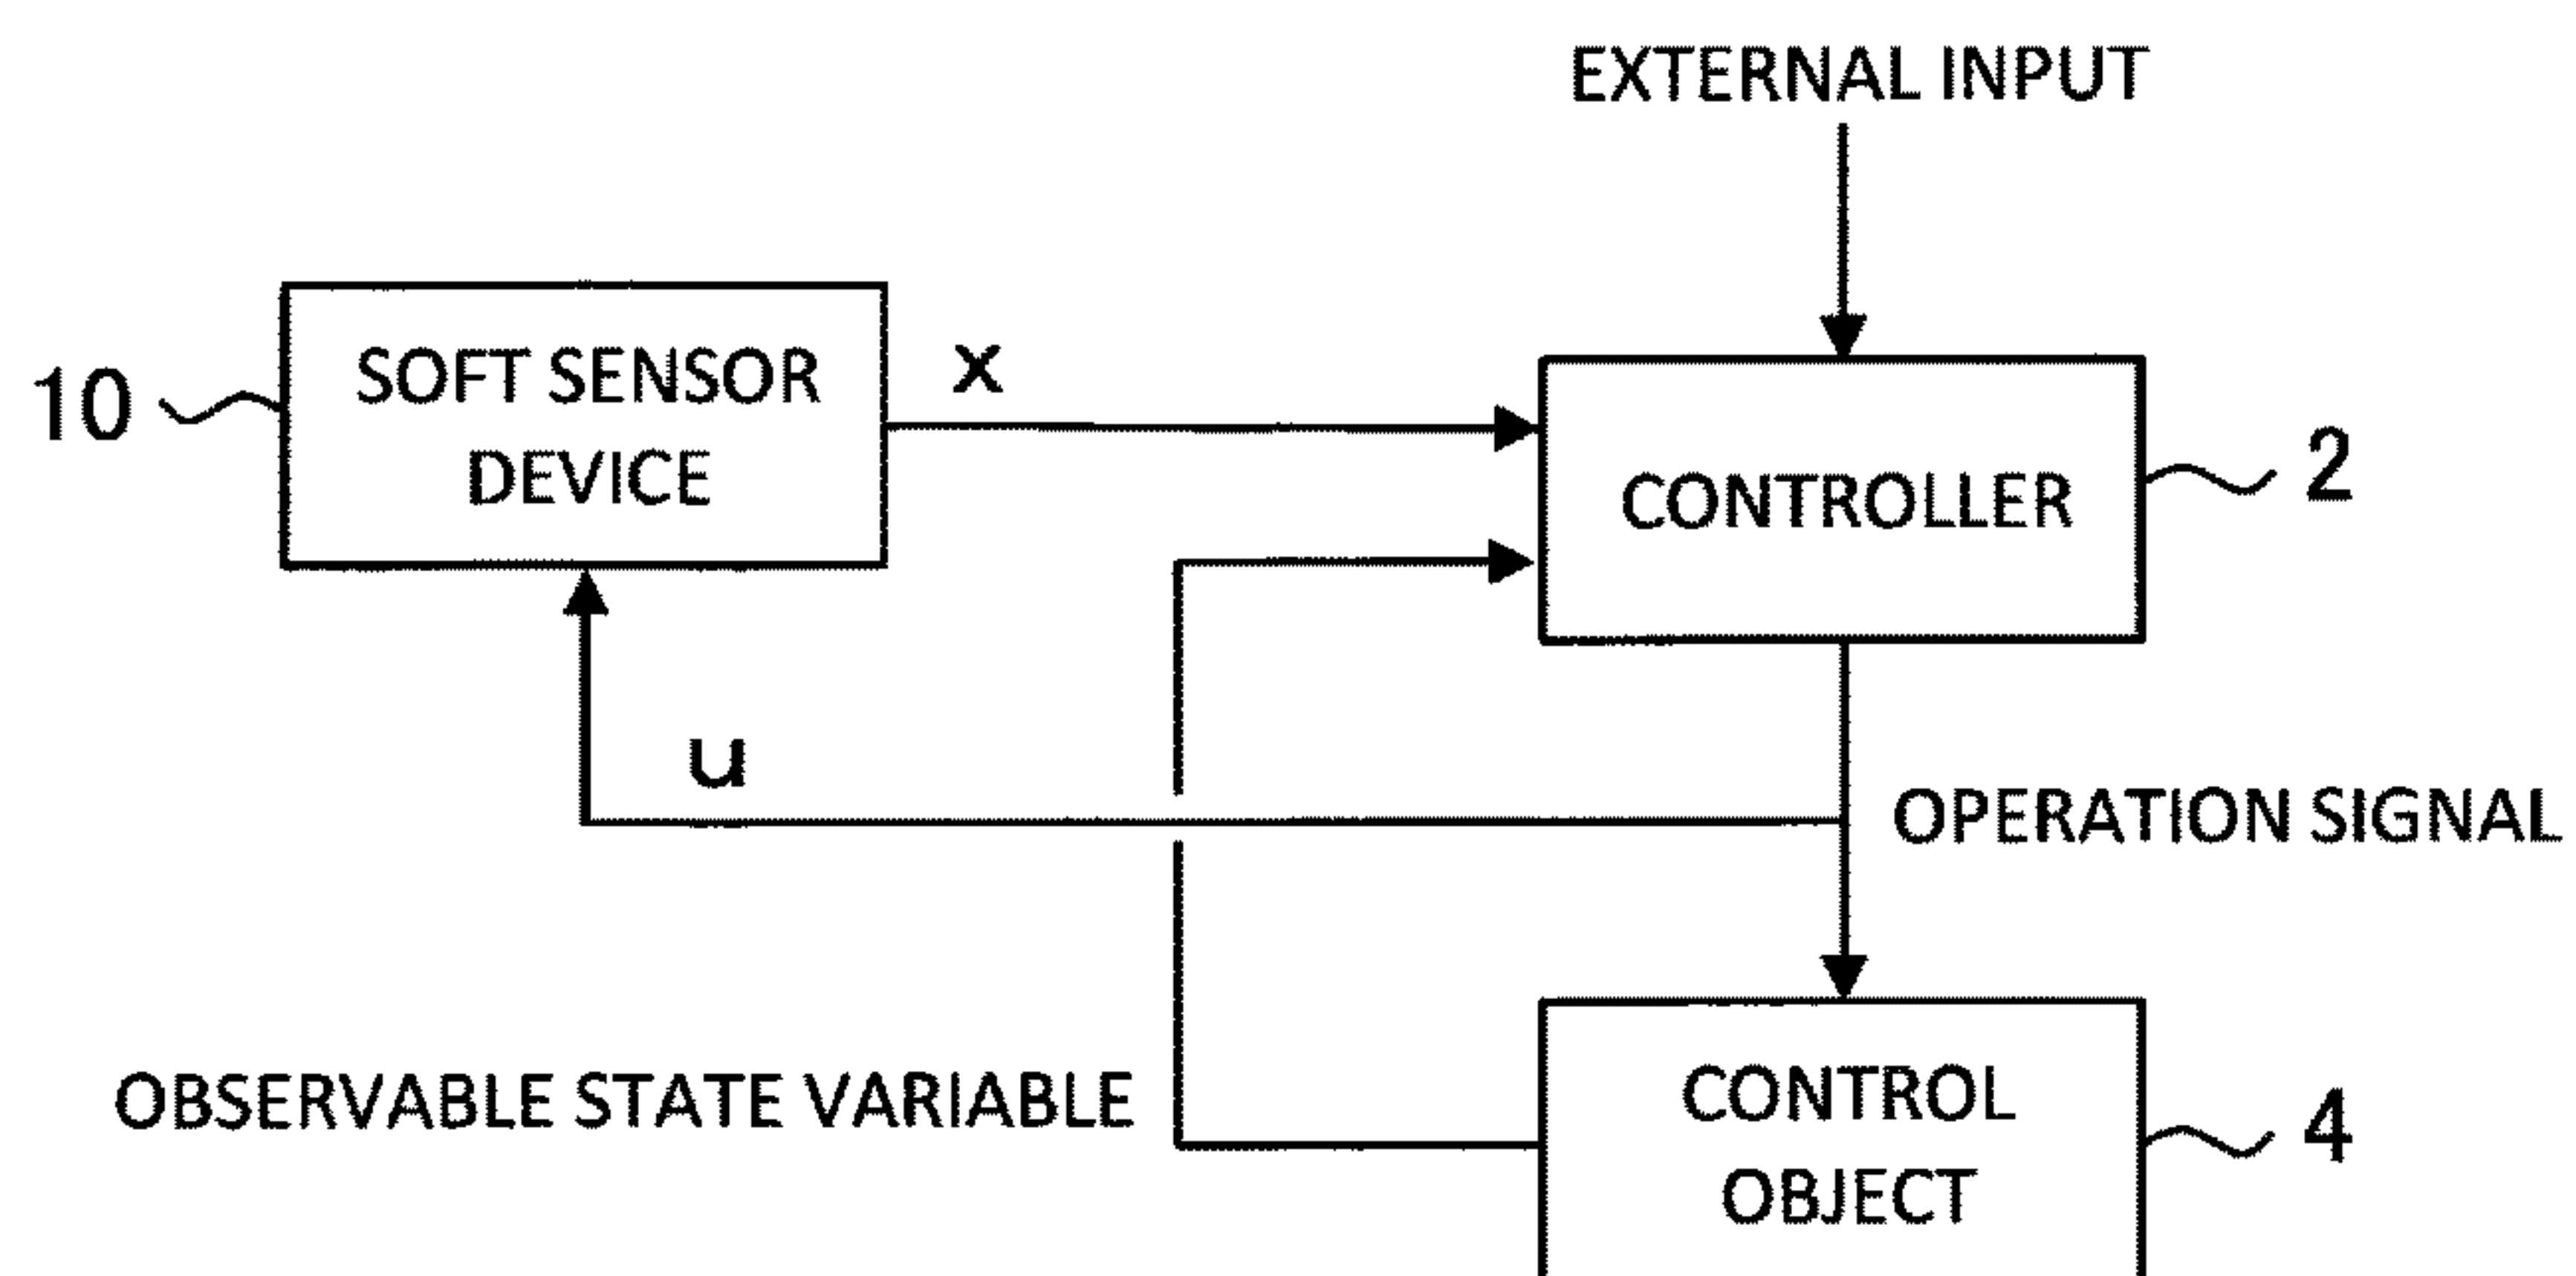 EXTERNAL INPUT
10
SOFT SENSOR
DEVICE
x
CONTROLLER
2
u
OPERATION SIGNAL
OBSERVABLE STATE VARIABLE
CONTROL
OBJECT
4